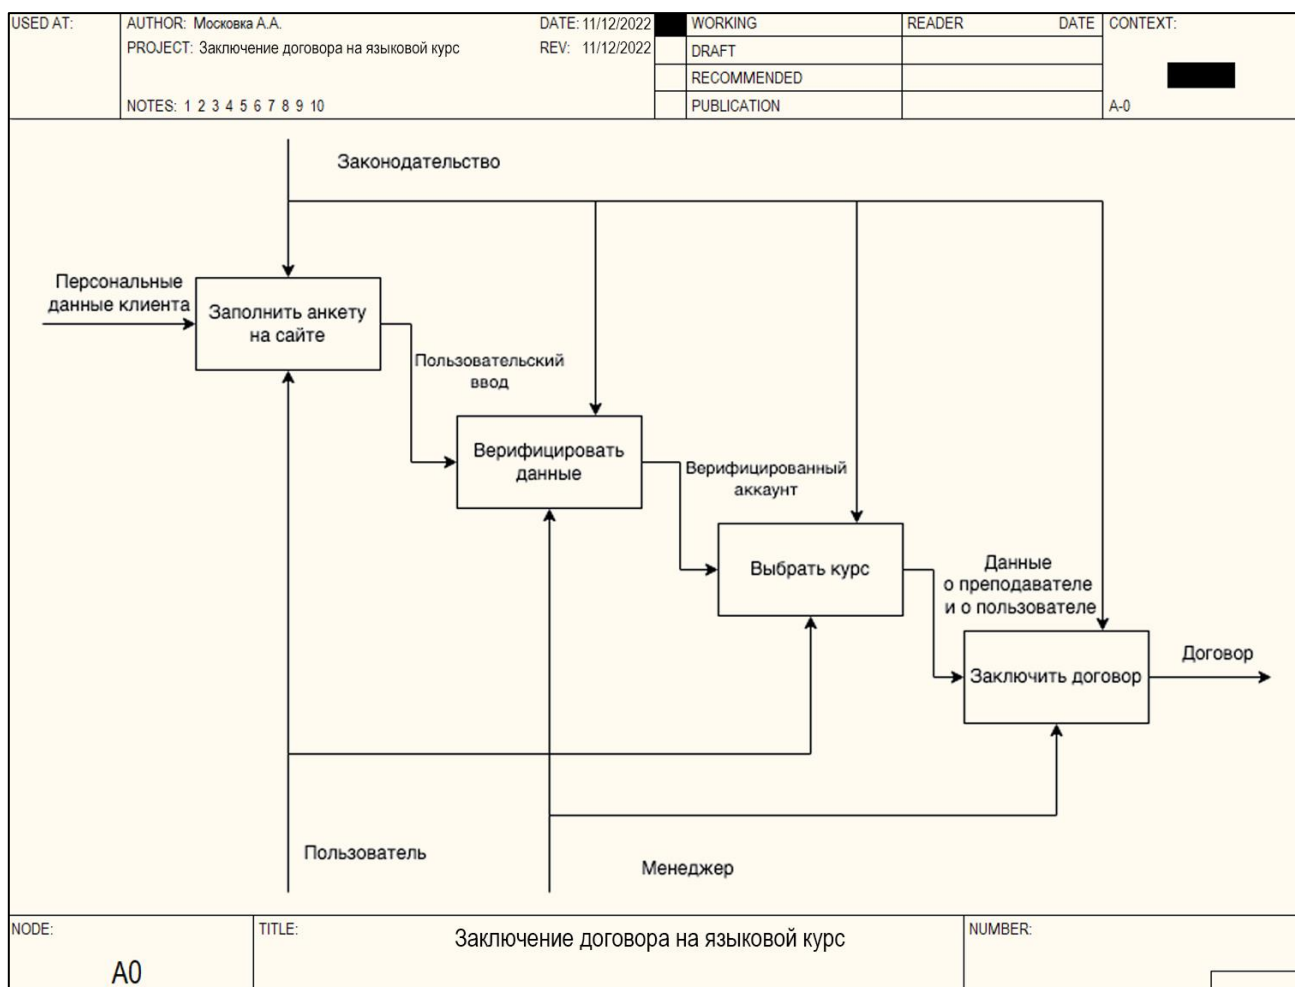 USED AT:
AUTHOR: Московка А.А.
DATE: 11/12/2022
WORKING
READER
DATE
CONTEXT:
PROJECT: Заключение договора на языковой курс
REV: 11/12/2022
DRAFT
RECOMMENDED
NOTES: 1 2 3 4 5 6 7 8 9 10
PUBLICATION
A-0
Законодательство
Персональные
данные клиента
Заполнить анкету
на сайте
Пользовательский
ввод
Верифицировать
данные
Верифицированный
аккаунт
Выбрать курс
Данные
о преподавателе
и о пользователе
Заключить договор
Договор
Пользователь
Менеджер
NODE:
A0
TITLE:
Заключение договора на языковой курс
NUMBER: